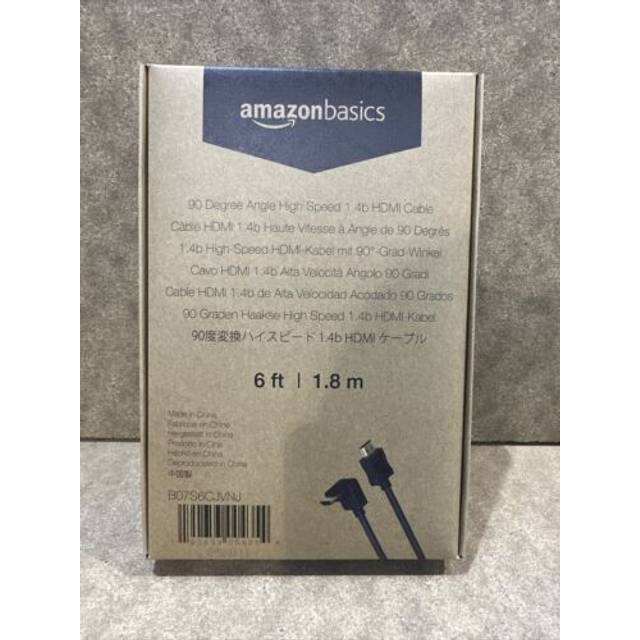 amazonbasics
90 Degree Angle High Speed 1.4b HDMI Cable
Câble HDMI 1.4b Haute Vitesse à Angle de 90 Degrés
1.4b High-Speed HDMI-Kabel mit 90°-Grad-Winkel
Cavo HDMI 1.4b Alta Velocità Angolo 90 Gradi
Cable HDMI 1.4b de Alta Velocidad Acodado 90 Grados
90 Graden Haakse High Speed 1.4b HDMI-Kabel
90度変換ハイスピード 1.4b HDMI ケーブル
6 ft | 1.8 m
Made in China
Fabriqué en Chine
Hergestellt in China
Prodotto in Cina
Hecho en China
Geproduceerd in China
中国製
B07S6CJVNJ